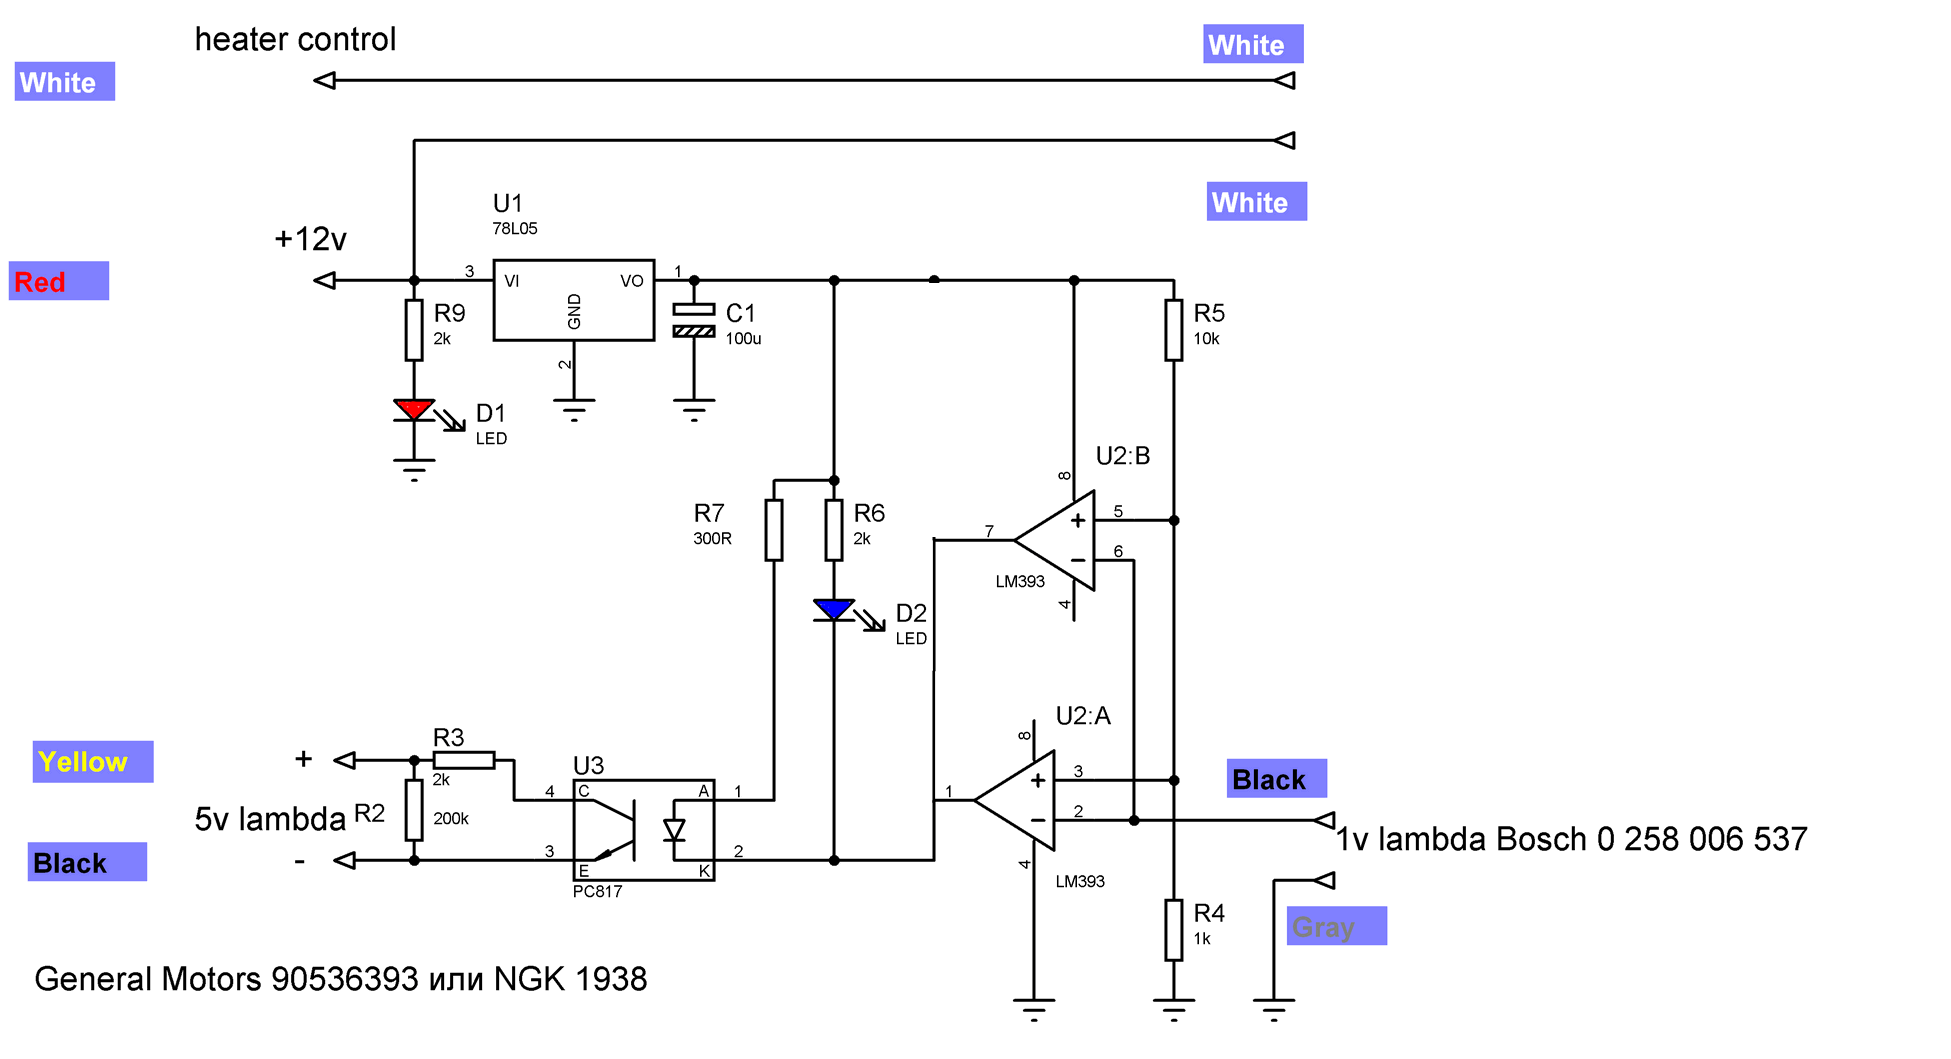 heater control
White
White
White
+12v
Red
U1
78L05
3
VI
VO
1
GND
2
R9
2k
C1
100u
R5
10k
D1
LED
U2:B
8
5
6
7
+
−
LM393
4
R7
300R
R6
2k
D2
LED
U2:A
8
3
2
1
+
−
4
LM393
Yellow
+
R3
2k
5v lambda
R2
200k
Black
-
U3
4
C
A
1
3
E
K
2
PC817
Black
1v lambda Bosch 0 258 006 537
Gray
R4
1k
General Motors 90536393 или NGK 1938